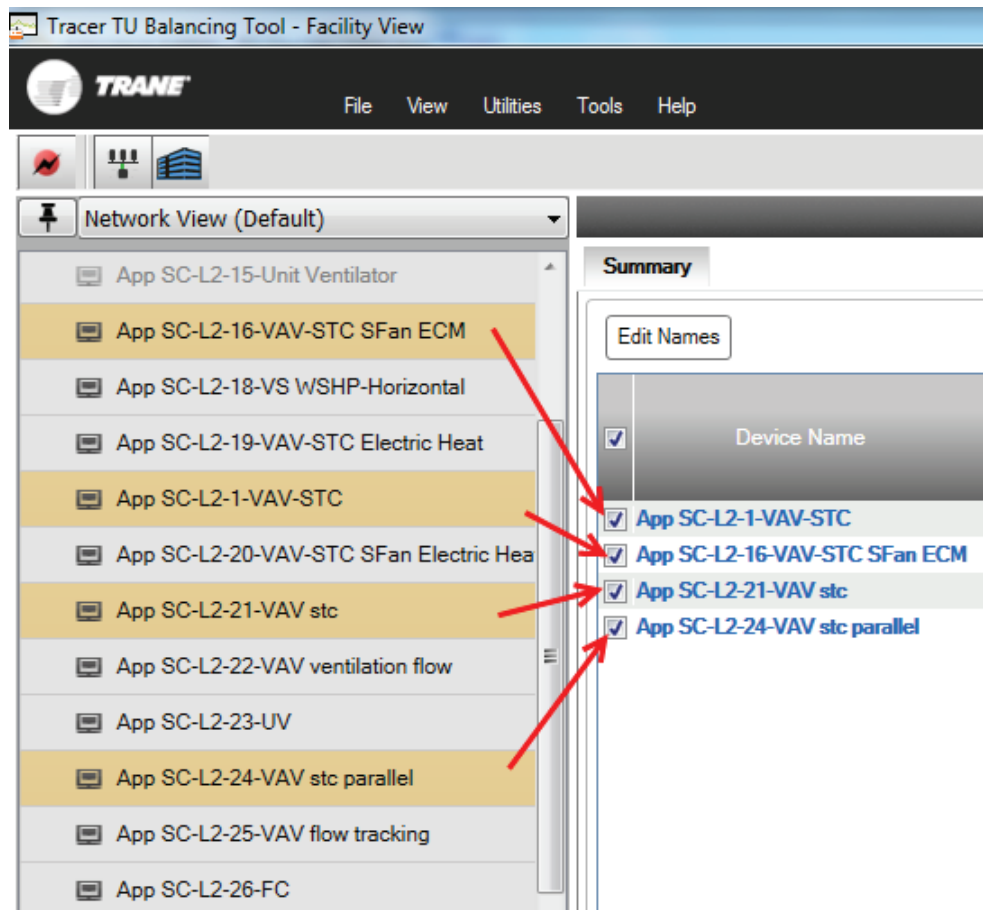 Tracer TU Balancing Tool - Facility View
TRANE
File View Utilities Tools Help
Network View (Default)
App SC-L2-15-Unit Ventilator
App SC-L2-16-VAV-STC SFan ECM
App SC-L2-18-VS WSHP-Horizontal
App SC-L2-19-VAV-STC Electric Heat
App SC-L2-1-VAV-STC
App SC-L2-20-VAV-STC SFan Electric Hea
App SC-L2-21-VAV stc
App SC-L2-22-VAV ventilation flow
App SC-L2-23-UV
App SC-L2-24-VAV stc parallel
App SC-L2-25-VAV flow tracking
App SC-L2-26-FC
Summary
Edit Names
Device Name
App SC-L2-1-VAV-STC
App SC-L2-16-VAV-STC SFan ECM
App SC-L2-21-VAV stc
App SC-L2-24-VAV stc parallel